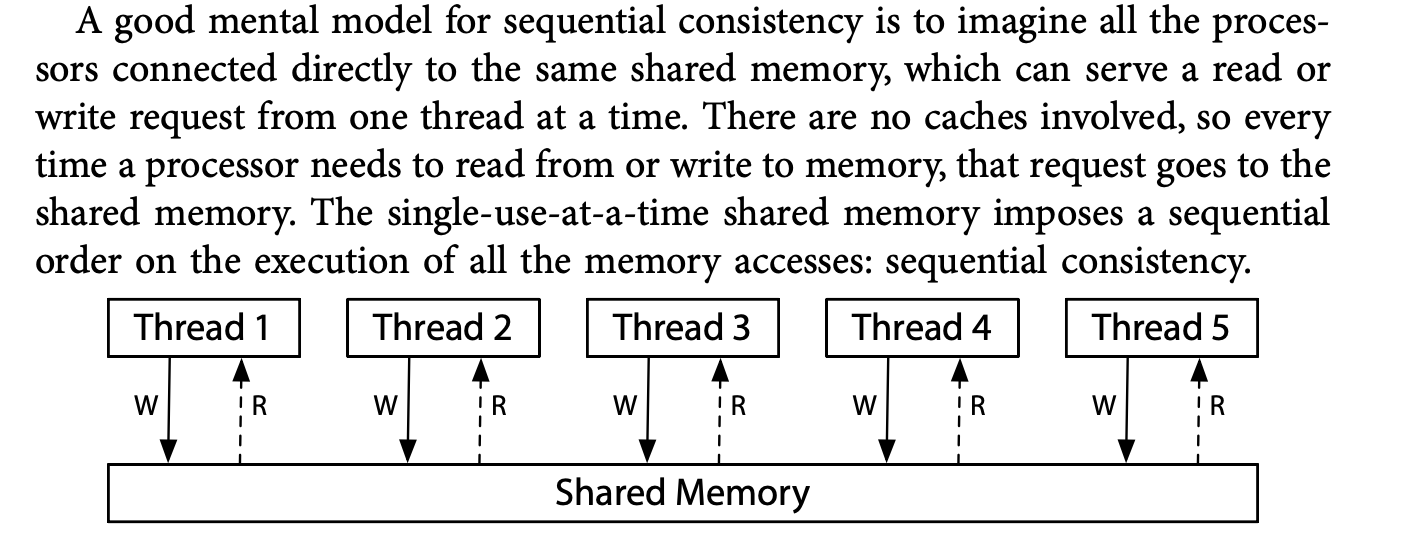 A good mental model for sequential consistency is to imagine all the proces-
sors connected directly to the same shared memory, which can serve a read or
write request from one thread at a time. There are no caches involved, so every
time a processor needs to read from or write to memory, that request goes to the
shared memory. The single-use-at-a-time shared memory imposes a sequential
order on the execution of all the memory accesses: sequential consistency.
Thread 1 Thread 2 Thread 3 Thread 4 Thread 5
W R W R W R W R W R
Shared Memory